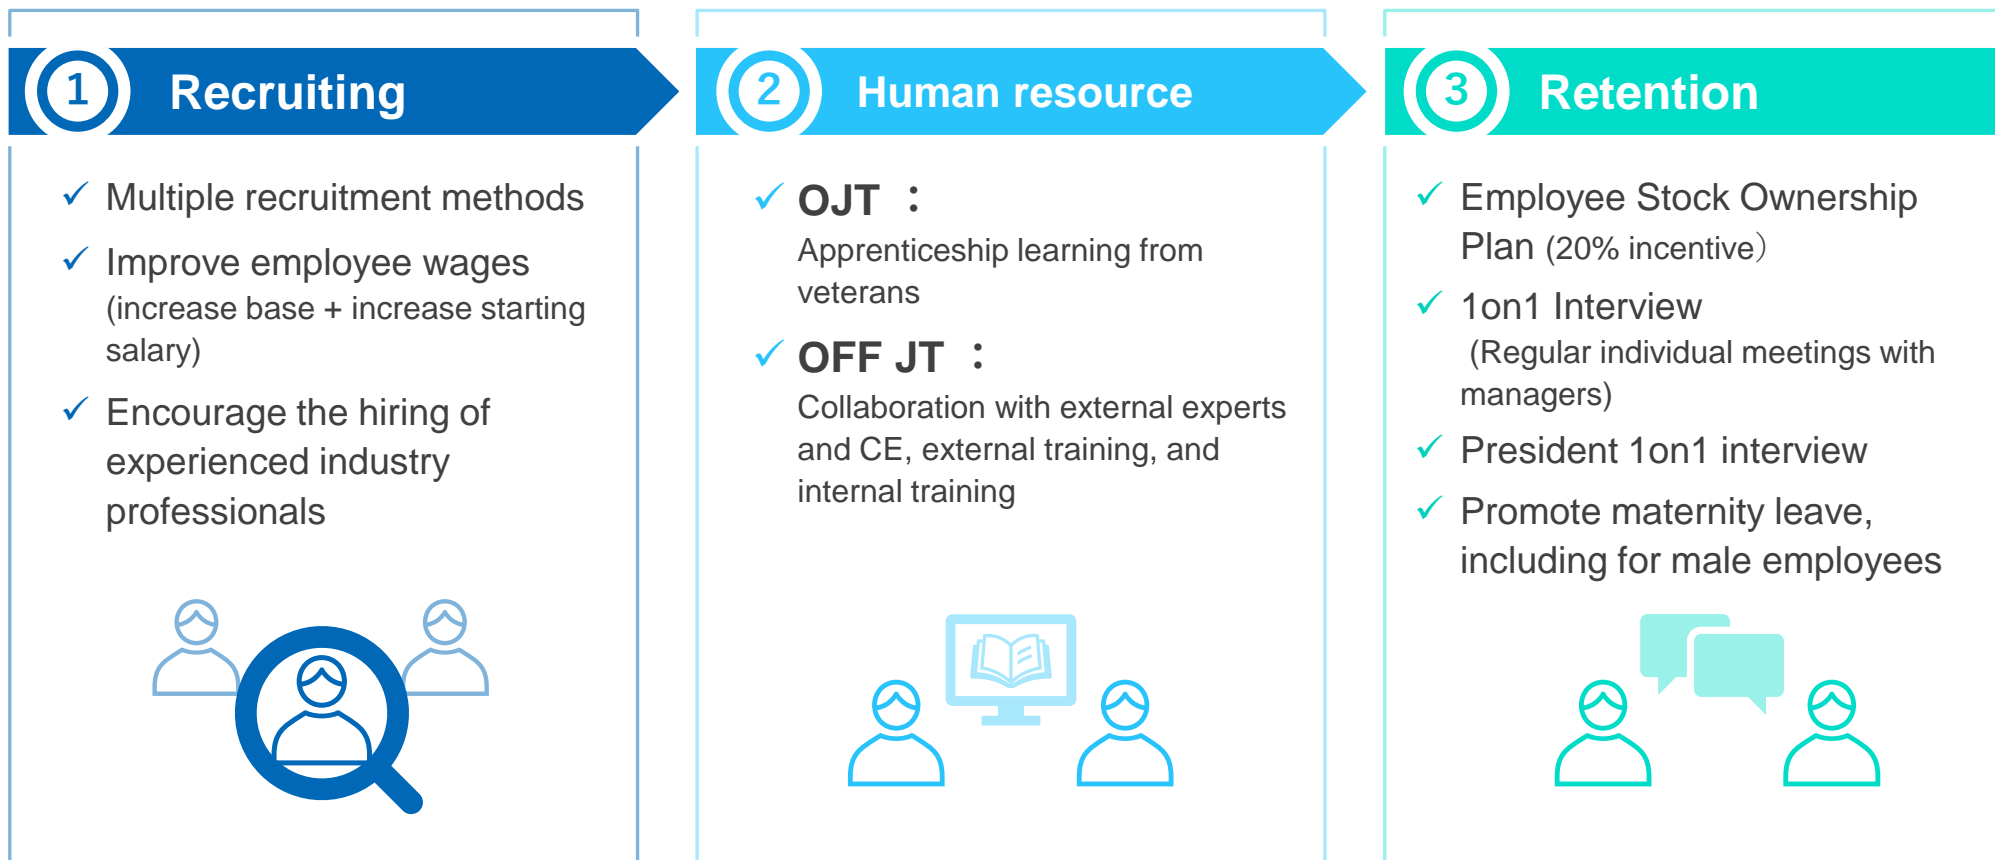 1
Recruiting
✓ Multiple recruitment methods
✓ Improve employee wages
(increase base + increase starting
salary)
✓ Encourage the hiring of
experienced industry
professionals
2
Human resource
✓ OJT ：
Apprenticeship learning from
veterans
✓ OFF JT ：
Collaboration with external experts
and CE, external training, and
internal training
3
Retention
✓ Employee Stock Ownership
Plan (20% incentive）
✓ 1on1 Interview
(Regular individual meetings with
managers)
✓ President 1on1 interview
✓ Promote maternity leave,
including for male employees